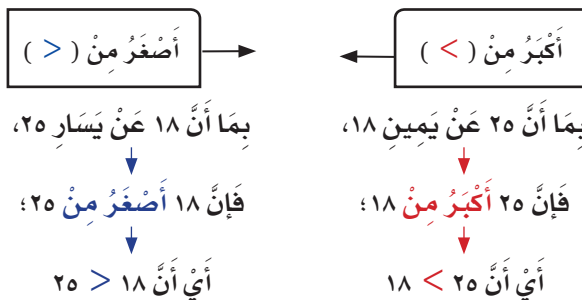 أَكْبَرُ مِنْ ( > )
بِمَا أَنَّ ٢٥ عَنْ يَمِينِ ١٨،
فَإِنَّ ٢٥ أَكْبَرُ مِنْ ١٨؛
أَيْ أَنَّ ٢٥ > ١٨
أَصْغَرُ مِنْ ( < )
بِمَا أَنَّ ١٨ عَنْ يَسَارِ ٢٥،
فَإِنَّ ١٨ أَصْغَرُ مِنْ ٢٥؛
أَيْ أَنَّ ١٨ < ٢٥